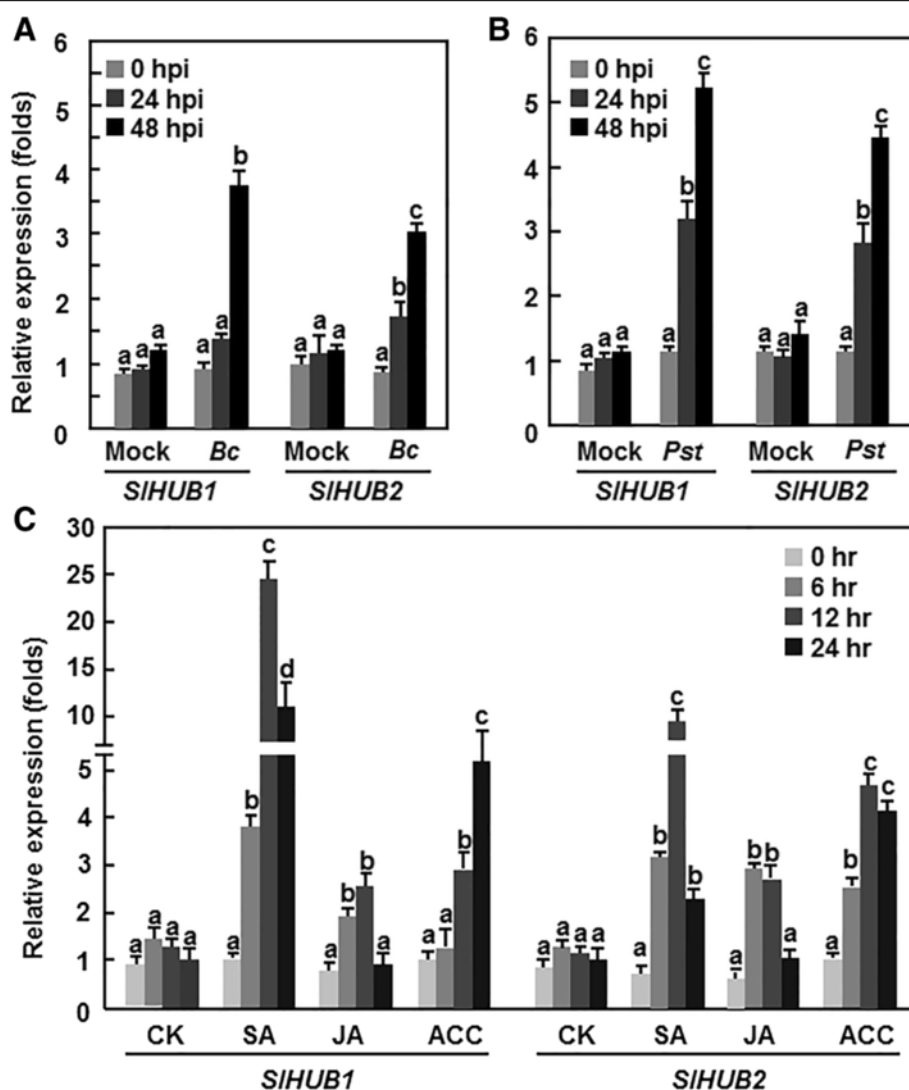 A
Relative expression (folds)
6
5
4
3
2
1
0
0 hpi
24 hpi
48 hpi
a a a
a a b
a a a
a b c
Mock Bc Mock Bc
SlHUB1 SlHUB2
B
6
5
4
3
2
1
0
0 hpi
24 hpi
48 hpi
a a a
a b c
a a a
a b c
Mock Pst Mock Pst
SlHUB1 SlHUB2
C
Relative expression (folds)
30
25
20
15
10
5
4
3
2
1
0
0 hr
6 hr
12 hr
24 hr
a a a a
a b c d
a b b a
a a b c
a a a a
a b c b
a b b a
a b c c
CK SA JA ACC CK SA JA ACC
SlHUB1 SlHUB2